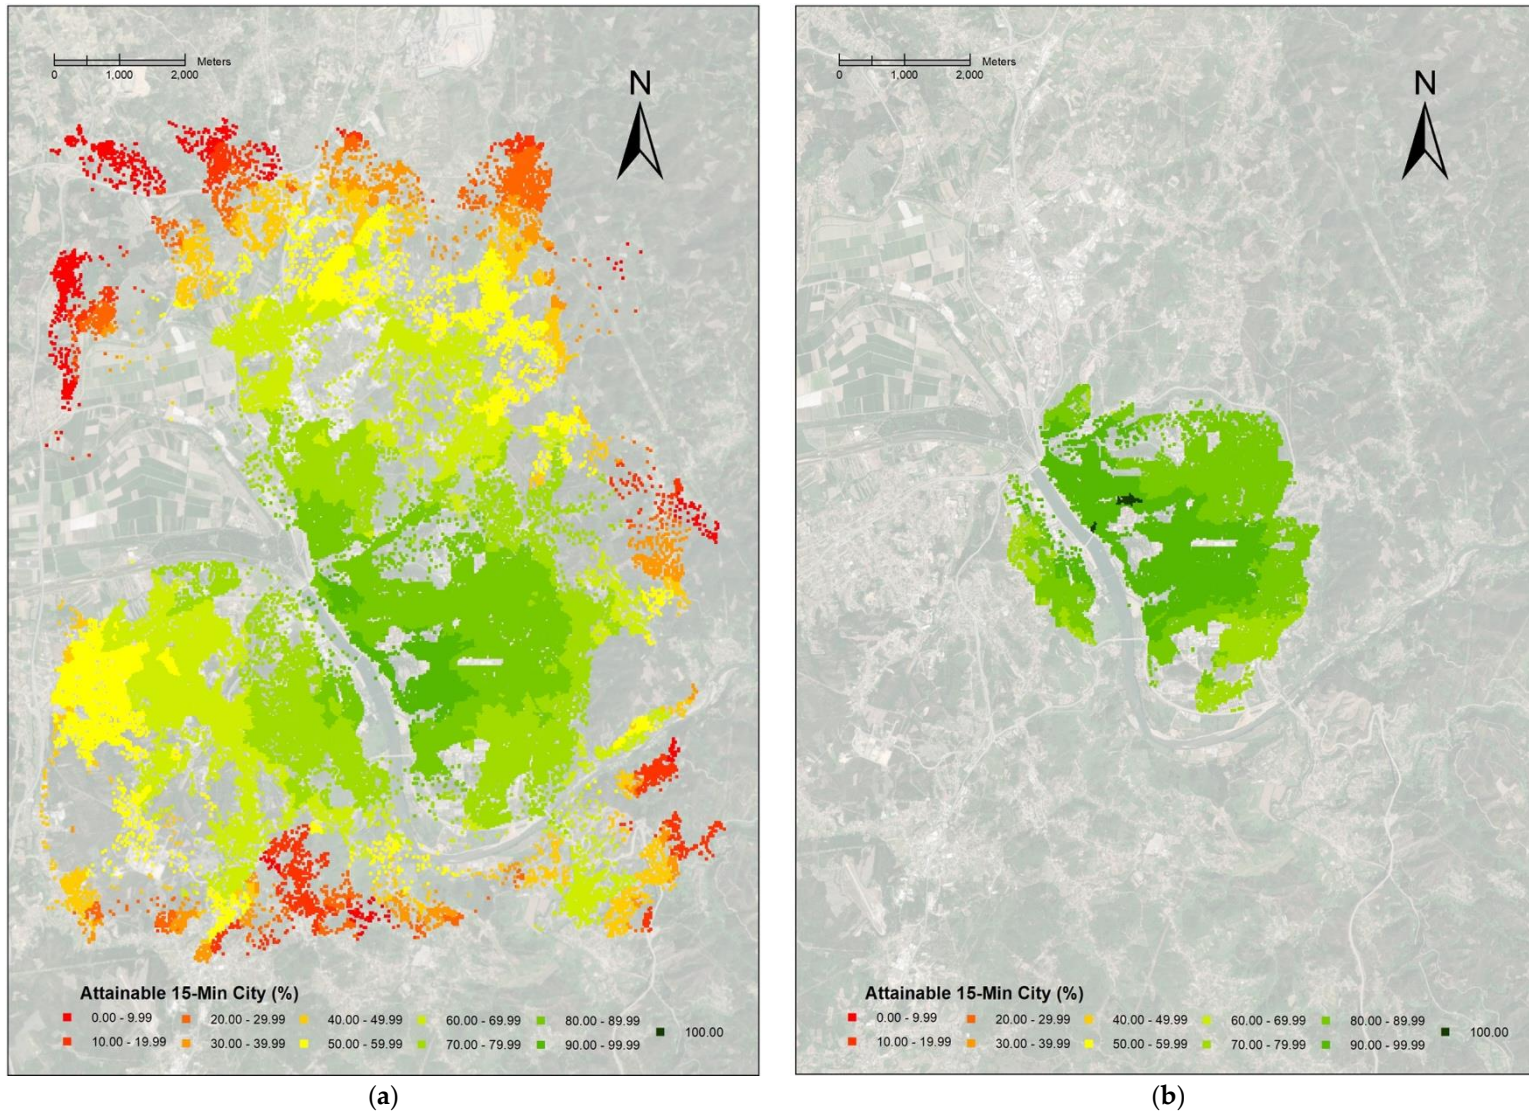 Meters
0 1,000 2,000
N
Attainable 15-Min City (%)
0.00 - 9.99 20.00 - 29.99 40.00 - 49.99 60.00 - 69.99 80.00 - 89.99 100.00
10.00 - 19.99 30.00 - 39.99 50.00 - 59.99 70.00 - 79.99 90.00 - 99.99
(a)
Meters
0 1,000 2,000
N
Attainable 15-Min City (%)
0.00 - 9.99 20.00 - 29.99 40.00 - 49.99 60.00 - 69.99 80.00 - 89.99 100.00
10.00 - 19.99 30.00 - 39.99 50.00 - 59.99 70.00 - 79.99 90.00 - 99.99
(b)